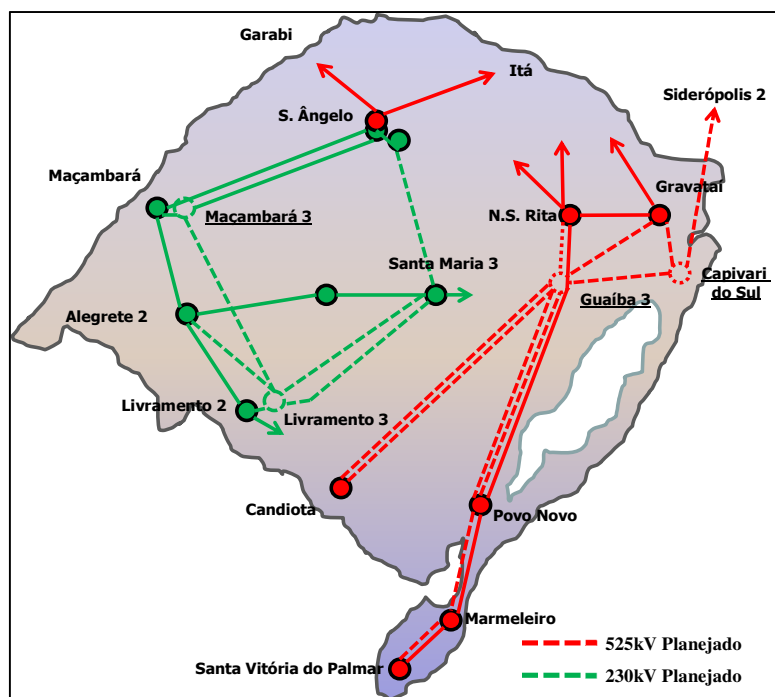 Garabi
Itá
Siderópolis 2
S. Ângelo
Maçambará
Gravataí
N.S. Rita
Maçambará 3
Santa Maria 3
Capivari
do Sul
Guaíba 3
Alegrete 2
Livramento 2
Livramento 3
Candiota
Povo Novo
Marmeleiro
525kV Planejado
Santa Vitória do Palmar
230kV Planejado